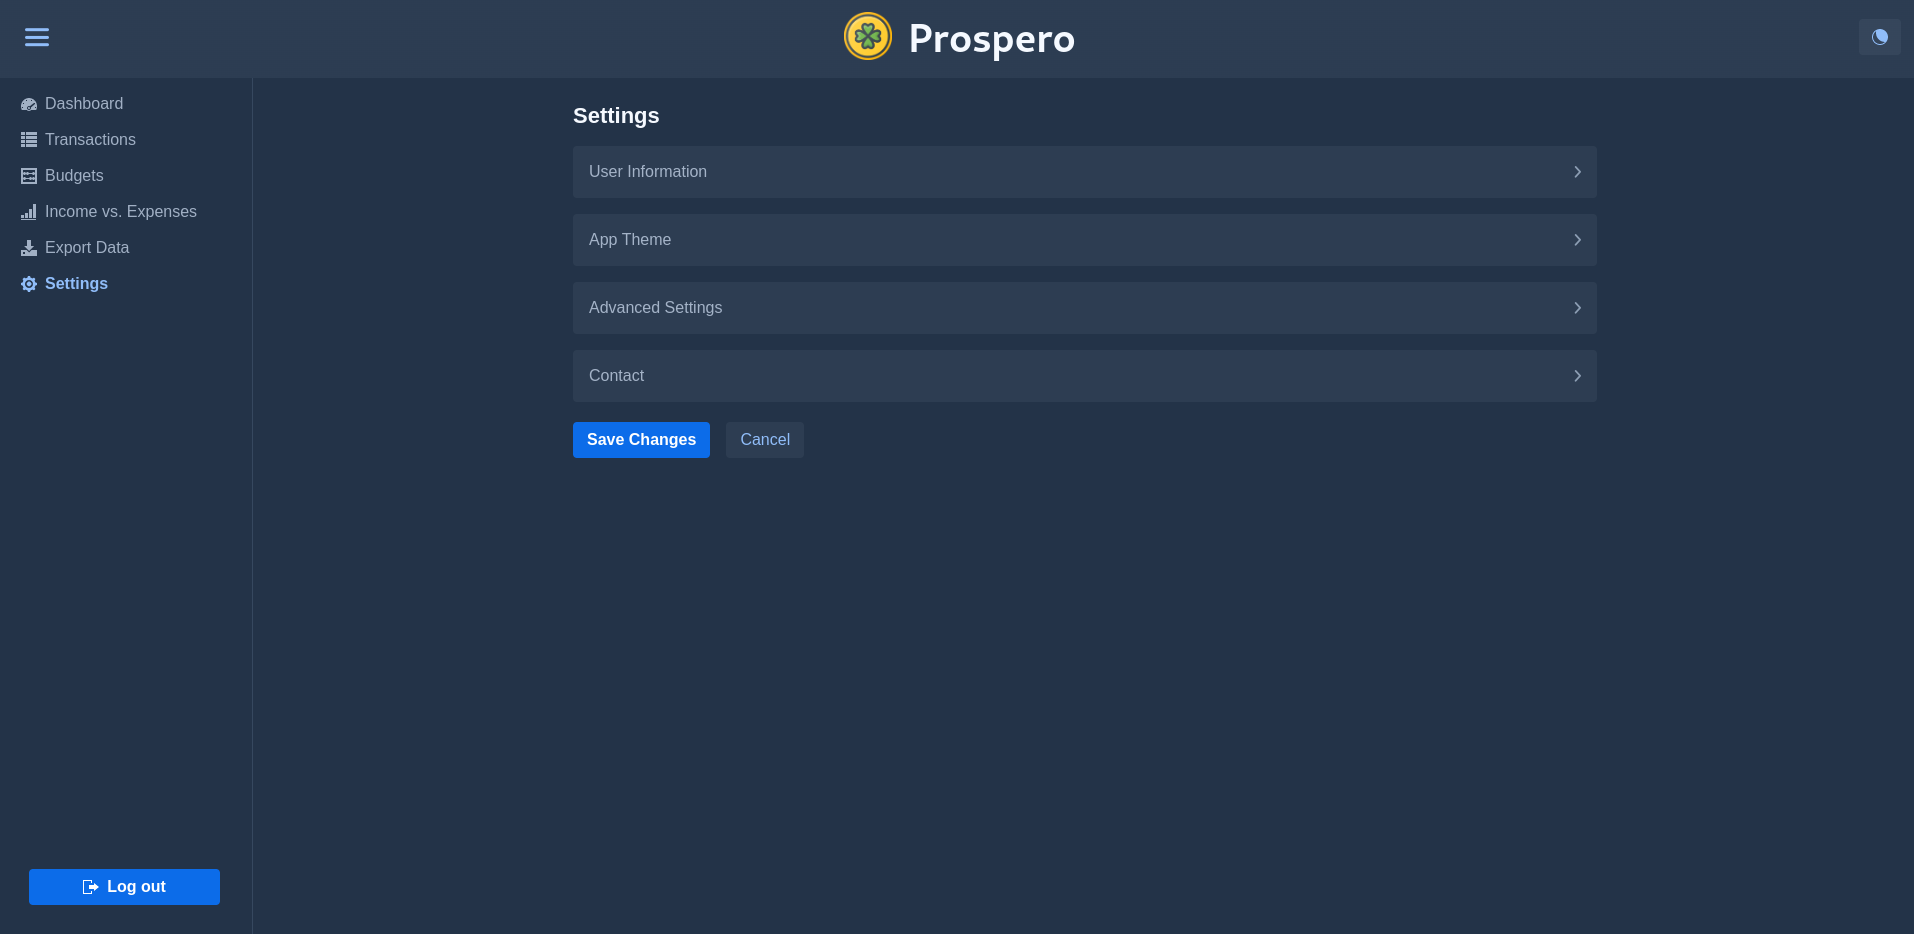 Prospero
Dashboard
Transactions
Budgets
Income vs. Expenses
Export Data
Settings
Log out
Settings
User Information
App Theme
Advanced Settings
Contact
Save Changes
Cancel